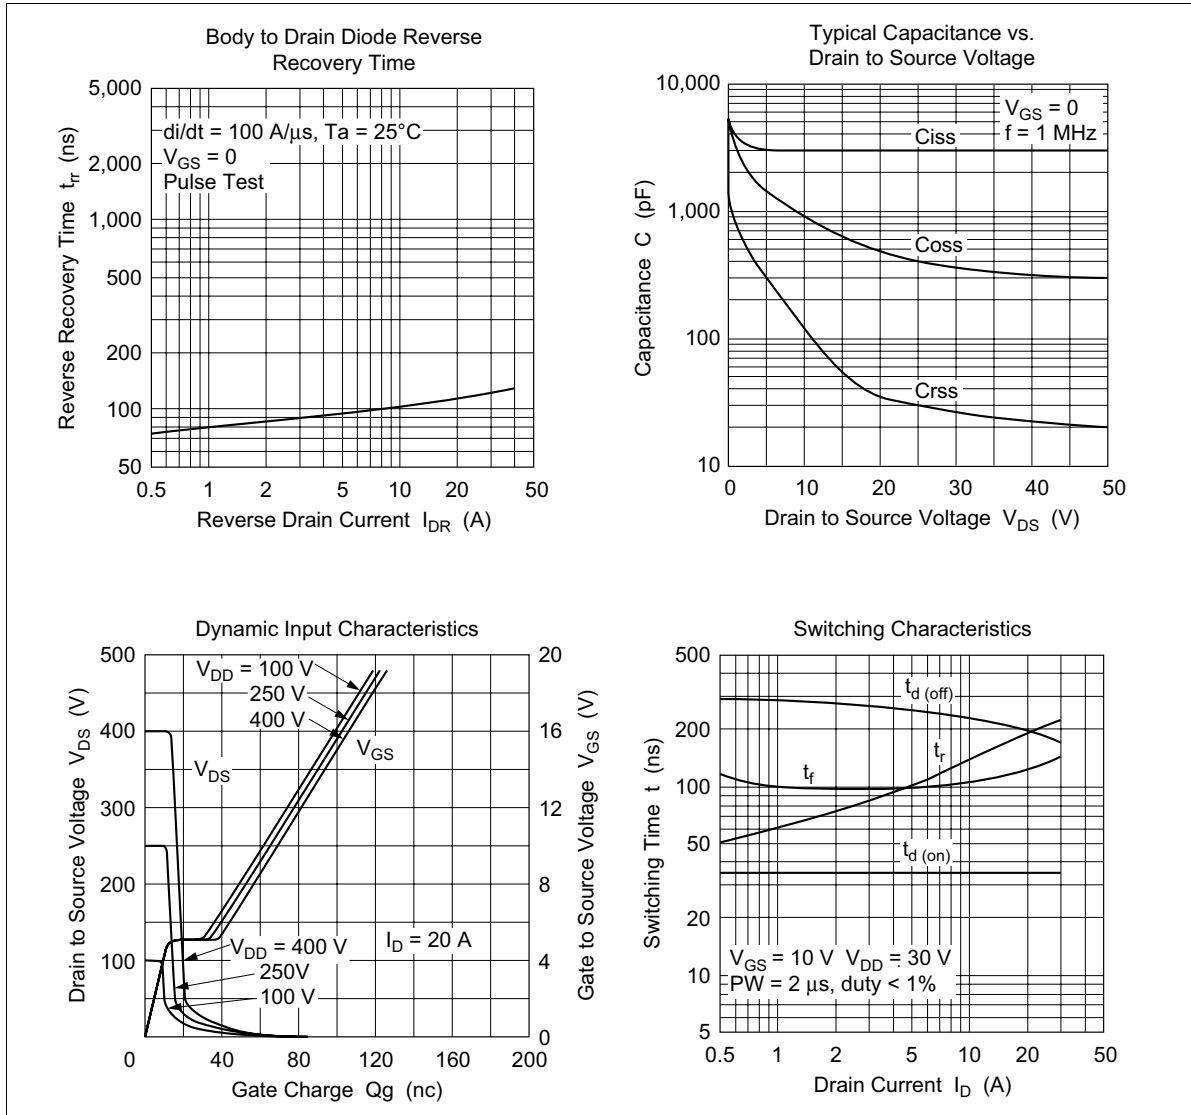 Body to Drain Diode Reverse
Recovery Time
5,000
2,000
1,000
500
200
100
50
Reverse Recovery Time trr (ns)
di/dt = 100 A/μs, Ta = 25°C
VGS = 0
Pulse Test
0.5 1 2 5 10 20 50
Reverse Drain Current IDR (A)
Typical Capacitance vs.
Drain to Source Voltage
10,000
1,000
100
10
Capacitance C (pF)
VGS = 0
f = 1 MHz
Ciss
Coss
Crss
0 10 20 30 40 50
Drain to Source Voltage VDS (V)
Dynamic Input Characteristics
500
400
300
200
100
0
Drain to Source Voltage VDS (V)
VDD = 100 V
250 V
400 V
VGS
VDS
ID = 20 A
VDD = 400 V
250V
100 V
20
16
12
8
4
0
Gate to Source Voltage VGS (V)
40 80 120 160 200
Gate Charge Qg (nc)
Switching Characteristics
500
200
100
50
20
10
5
Switching Time t (ns)
td (off)
tr
tf
td (on)
VGS = 10 V VDD = 30 V
PW = 2 μs, duty < 1%
0.5 1 2 5 10 20 50
Drain Current ID (A)